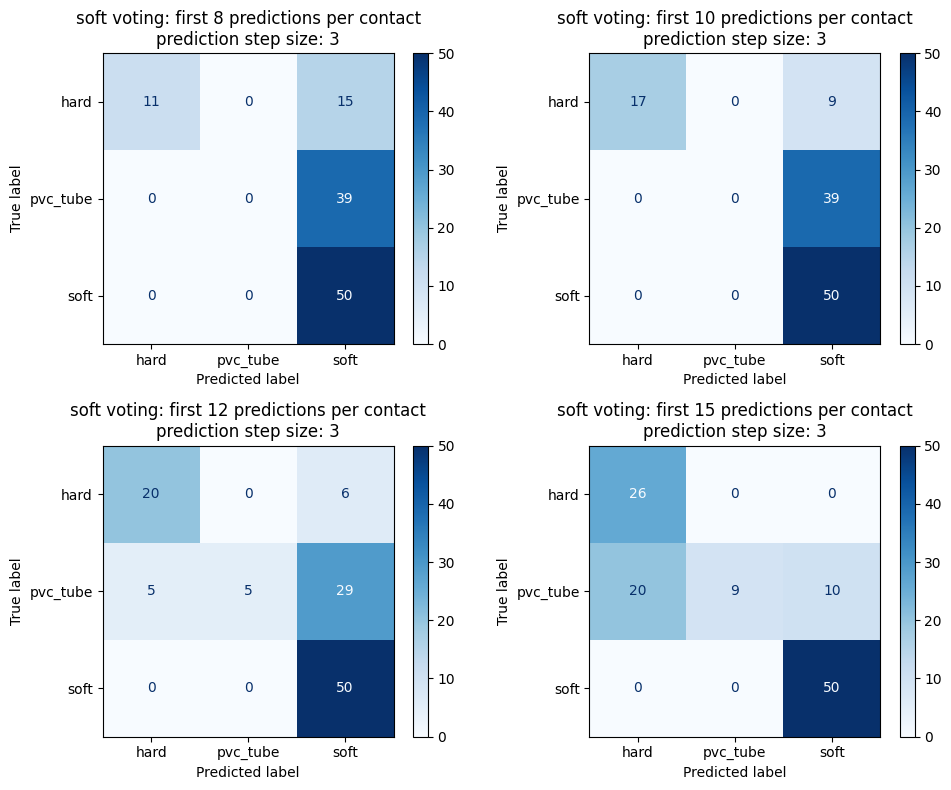 soft voting: first 8 predictions per contact
prediction step size: 3
hard
pvc_tube
soft
True label
11 0 15
0 0 39
0 0 50
hard pvc_tube soft
Predicted label
50
40
30
20
10
0
soft voting: first 10 predictions per contact
prediction step size: 3
hard
pvc_tube
soft
True label
17 0 9
0 0 39
0 0 50
hard pvc_tube soft
Predicted label
50
40
30
20
10
0
soft voting: first 12 predictions per contact
prediction step size: 3
hard
pvc_tube
soft
True label
20 0 6
5 5 29
0 0 50
hard pvc_tube soft
Predicted label
50
40
30
20
10
0
soft voting: first 15 predictions per contact
prediction step size: 3
hard
pvc_tube
soft
True label
26 0 0
20 9 10
0 0 50
hard pvc_tube soft
Predicted label
50
40
30
20
10
0